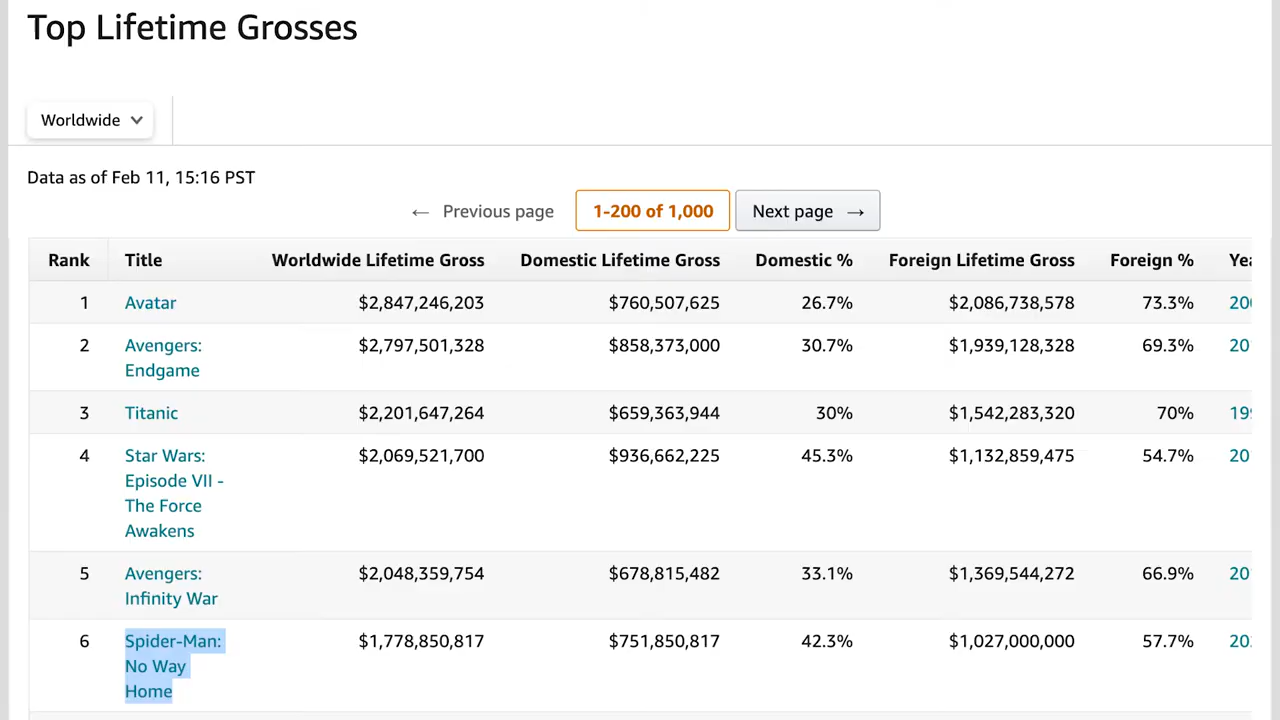 Top Lifetime Grosses
Worldwide
Data as of Feb 11, 15:16 PST
← Previous page 1-200 of 1,000 Next page →
Rank Title Worldwide Lifetime Gross Domestic Lifetime Gross Domestic % Foreign Lifetime Gross Foreign %
1 Avatar $2,847,246,203 $760,507,625 26.7% $2,086,738,578 73.3%
2 Avengers: $2,797,501,328 $858,373,000 30.7% $1,939,128,328 69.3%
Endgame
3 Titanic $2,201,647,264 $659,363,944 30% $1,542,283,320 70%
4 Star Wars: $2,069,521,700 $936,662,225 45.3% $1,132,859,475 54.7%
Episode VII -
The Force
Awakens
5 Avengers: $2,048,359,754 $678,815,482 33.1% $1,369,544,272 66.9%
Infinity War
6 Spider-Man: $1,778,850,817 $751,850,817 42.3% $1,027,000,000 57.7%
No Way
Home